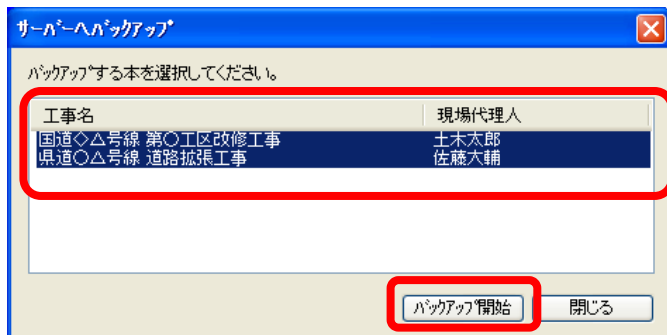 サーバーへバックアップ
バックアップする本を選択してください。
工事名 現場代理人
国道◇△号線 第〇工区改修工事 土木太郎
県道〇△号線 道路拡張工事 佐藤大輔
バックアップ開始 閉じる